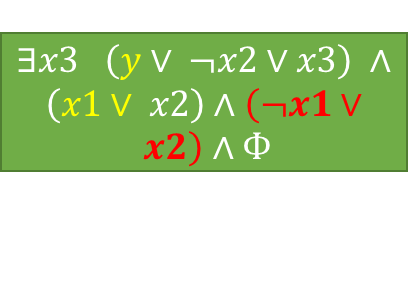 ∃x3 (y ∨ ¬x2 ∨ x3) ∧
(x1 ∨ x2) ∧ (¬x1 ∨
x2) ∧ Φ